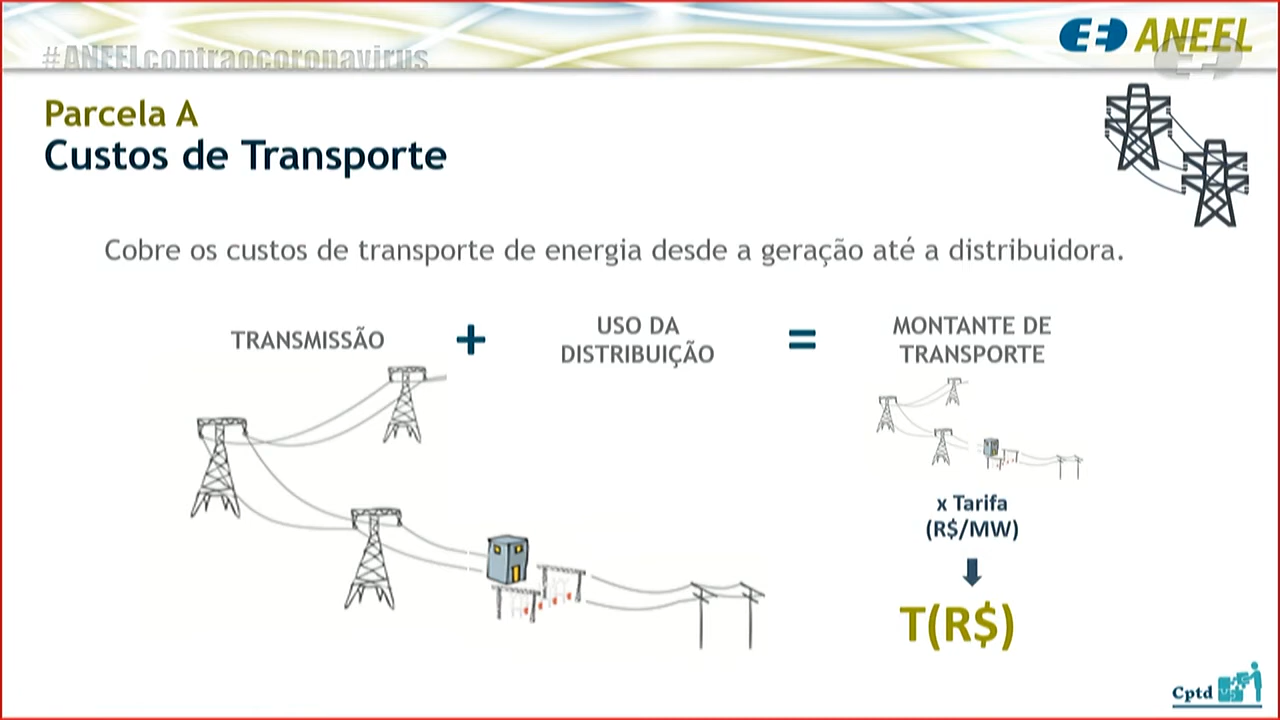 #ANEELcontraocoronavirus
ANEEL
Parcela A
Custos de Transporte
Cobre os custos de transporte de energia desde a geração até a distribuidora.
TRANSMISSÃO
+
USO DA
DISTRIBUIÇÃO
=
MONTANTE DE
TRANSPORTE
x Tarifa
(R$/MW)
T(R$)
Cptd